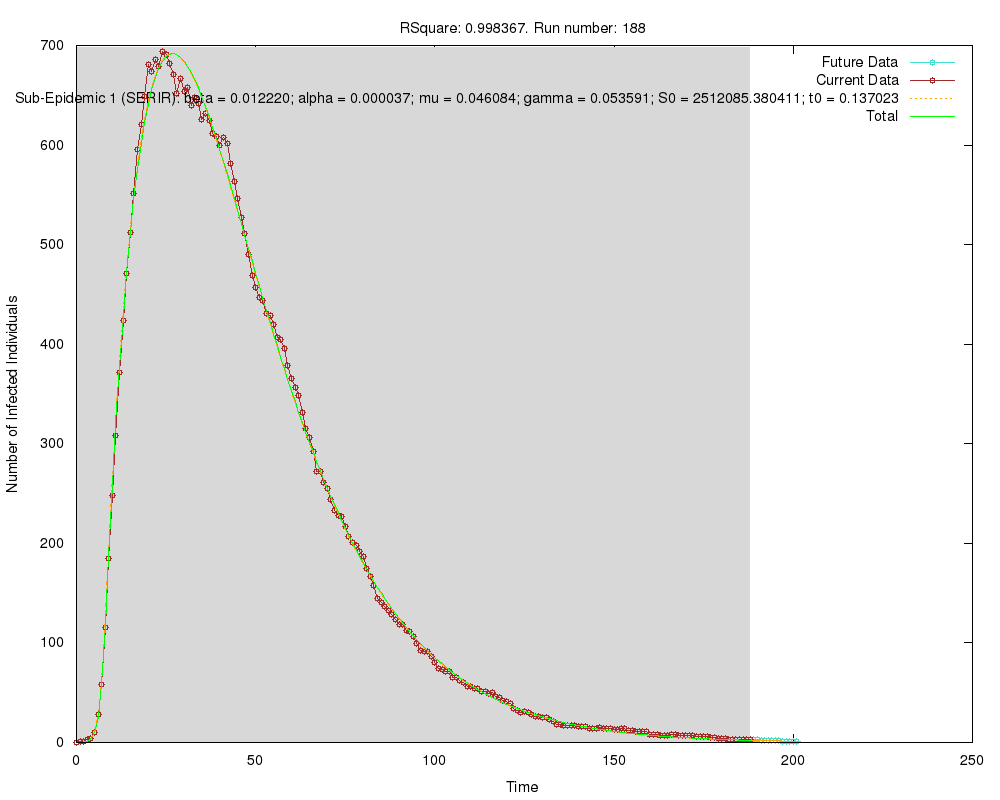 RSquare: 0.998367. Run number: 188
700
600
500
400
300
200
100
0
Number of Infected Individuals
Future Data
Current Data
Sub-Epidemic 1 (SEIRIR): beta = 0.012220; alpha = 0.000037; mu = 0.046084; gamma = 0.053591; S0 = 2512085.380411; t0 = 0.137023
Total
0
50
100
150
200
250
Time